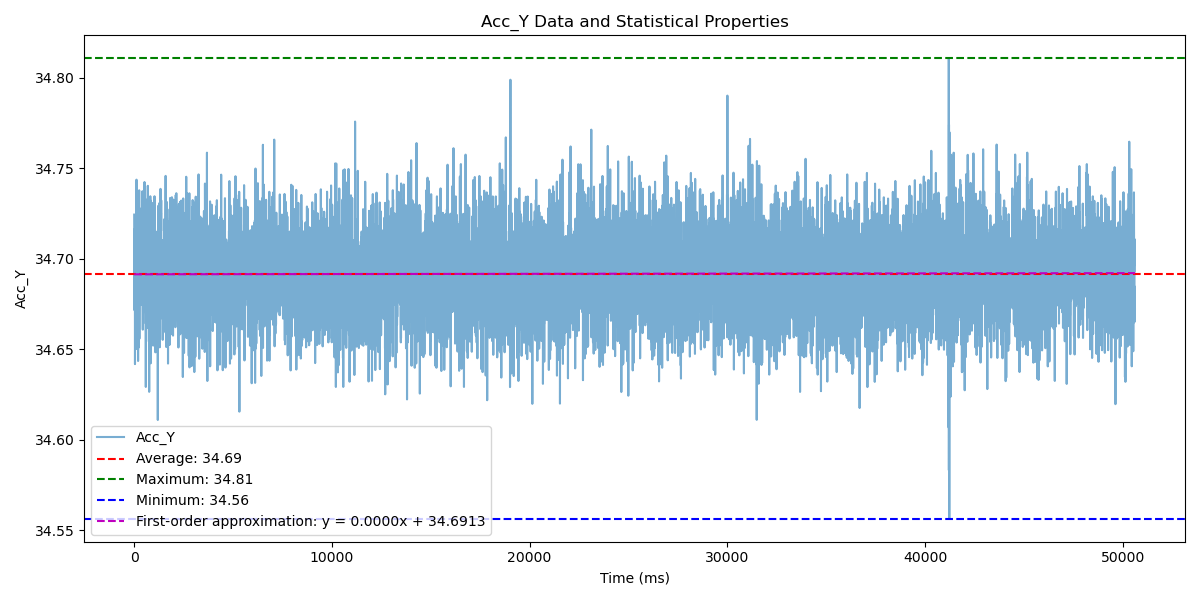 Acc_Y Data and Statistical Properties
34.80
34.75
34.70
34.65
34.60
34.55
Acc_Y
Acc_Y
Average: 34.69
Maximum: 34.81
Minimum: 34.56
First-order approximation: y = 0.0000x + 34.6913
0 10000 20000 30000 40000 50000
Time (ms)